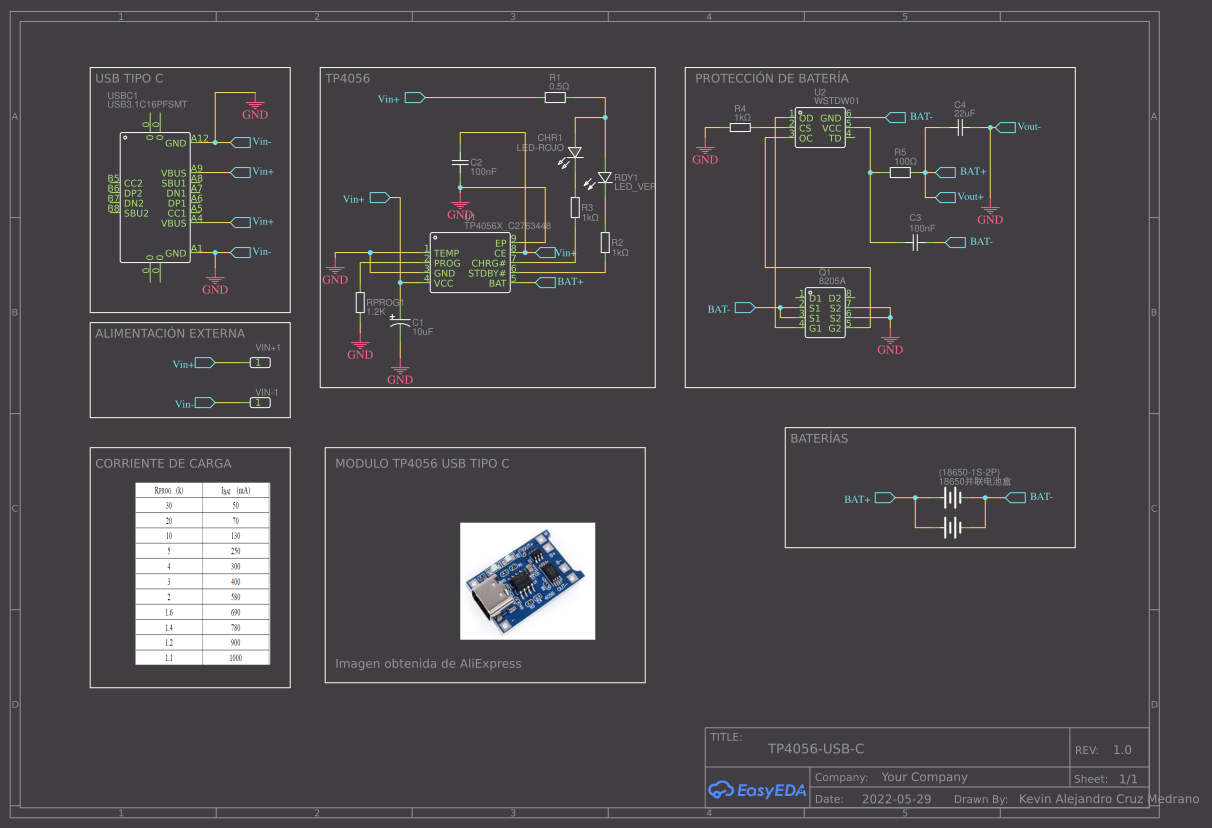 1 2 3 4 5
A
B
C
D
USB TIPO C
USBC1
USB3.1C16PFSMT
GND
A12
GND
Vin-
A9
VBUS
Vin+
B5
CC2
A8
SBU1
B6
DP2
A7
DN1
B7
DN2
A6
DP1
B8
SBU2
A5
CC1
A4
VBUS
Vin+
A1
GND
Vin-
GND
ALIMENTACIÓN EXTERNA
VIN+1
Vin+
1
VIN-1
Vin-
1
TP4056
R1
0.5Ω
Vin+
CHR1
LED-ROJO
C2
100nF
RDY1
LED_VER
Vin+
GND
R3
1kΩ
TP4056X_C2763448
R2
1kΩ
1 TEMP
2 PROG
3 GND
4 VCC
EP 9
CE 8
CHRG# 7
STDBY# 6
BAT 5
Vin+
BAT+
GND
RPROG1
1.2K
C1
10uF
GND
GND
PROTECCIÓN DE BATERÍA
U2
WSTDW01
R4
1kΩ
GND
1 OD GND 6
2 CS VCC 5
3 OC TD 4
BAT-
C4
22uF
Vout-
R5
100Ω
BAT+
Vout+
GND
C3
100nF
BAT-
Q1
8205A
BAT-
1 D1 D2 8
2 S1 S2 7
3 S1 S2 6
4 G1 G2 5
GND
BATERÍAS
(18650-1S-2P)
18650并联电池盒
BAT+
BAT-
CORRIENTE DE CARGA
RPROG (k) IBAT (mA)
30 50
20 70
10 130
5 250
4 300
3 400
2 580
1.6 690
1.4 780
1.2 900
1.1 1000
MODULO TP4056 USB TIPO C
Imagen obtenida de AliExpress
TITLE:
TP4056-USB-C
REV: 1.0
EasyEDA
Company: Your Company
Sheet: 1/1
Date: 2022-05-29
Drawn By: Kevin Alejandro Cruz Medrano
A
B
C
D
1 2 3 4 5